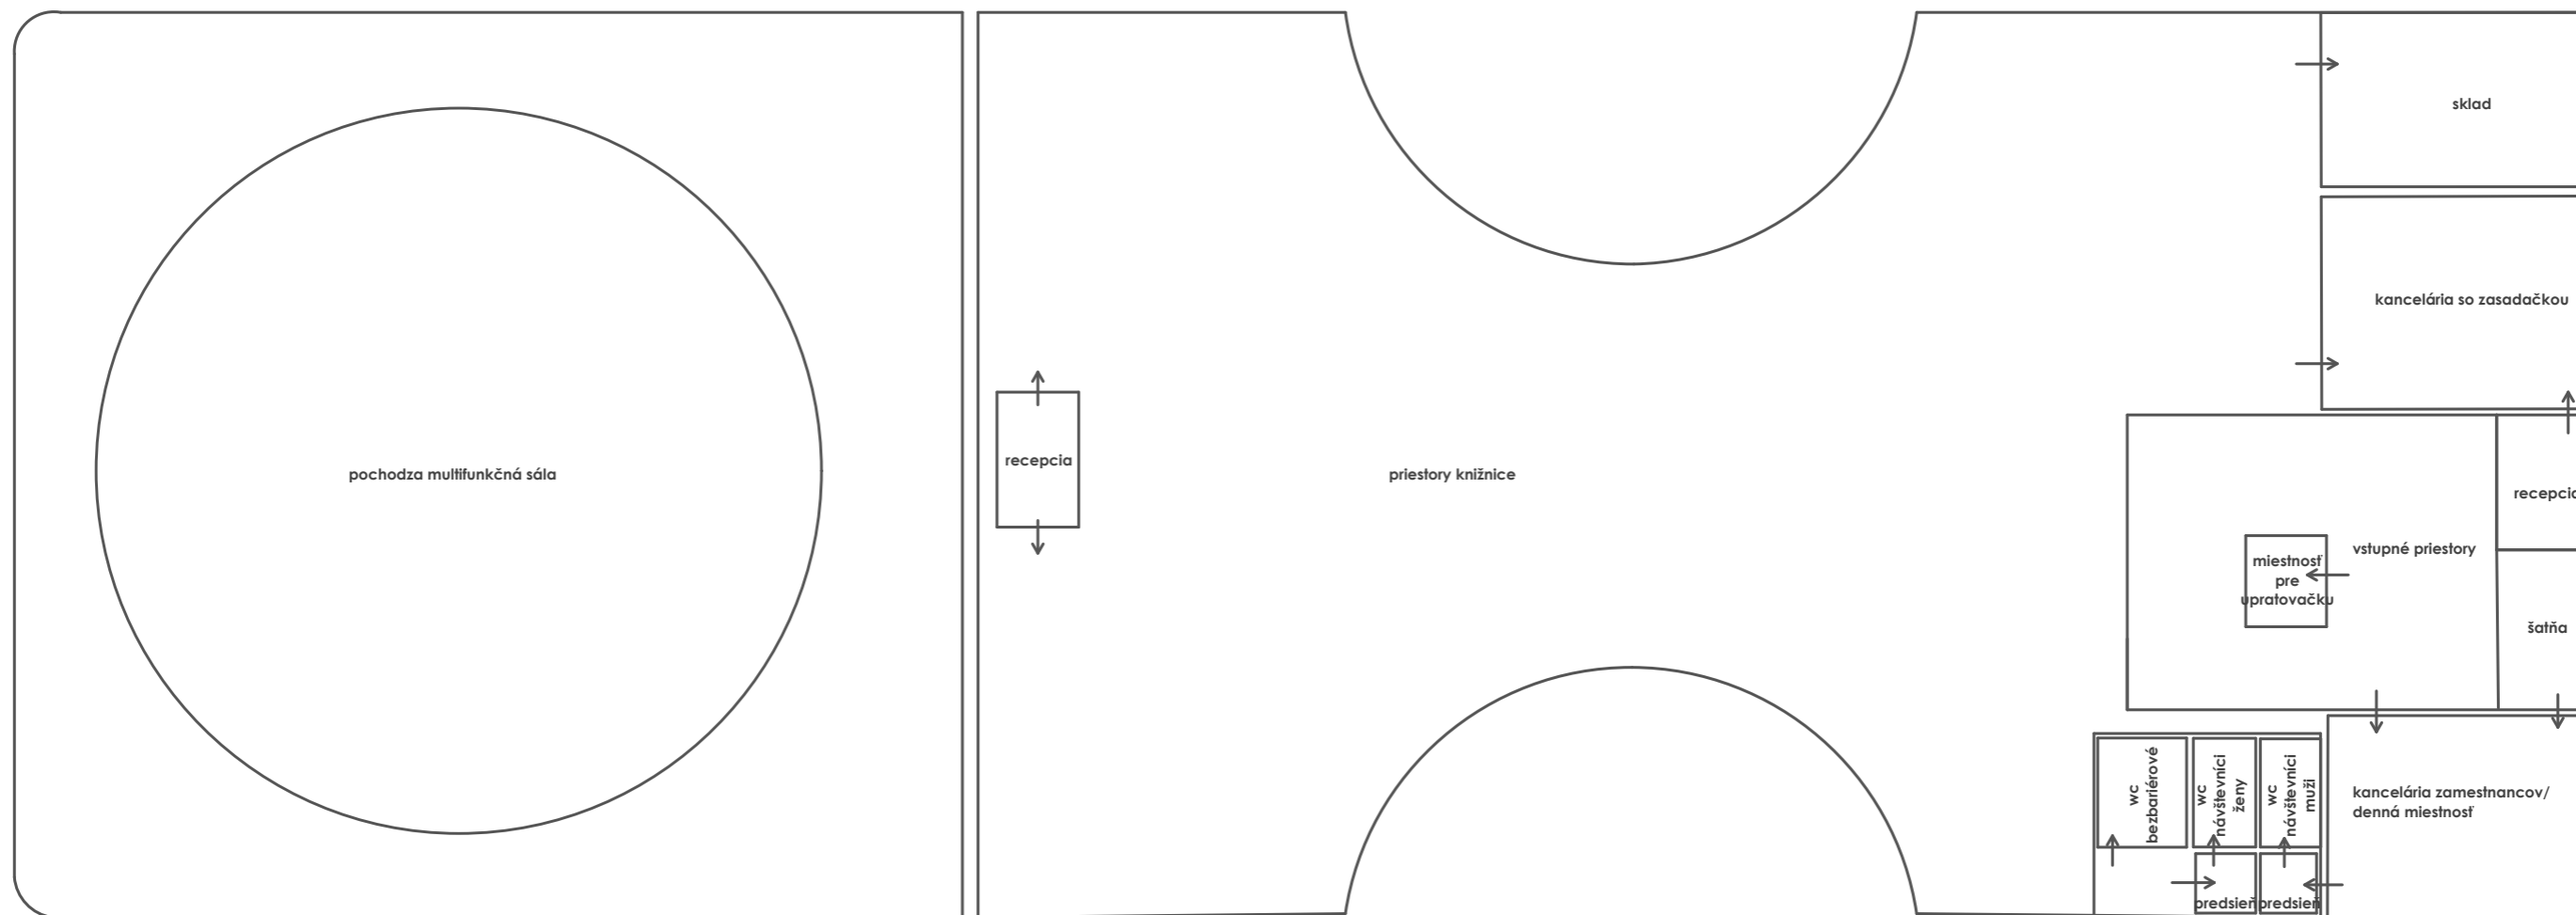 sklad
kancelária so zasadačkou
pochodza multifunkčná sála
recepcia
priestory knižnice
recepcia
vstupné priestory
miestnosť
pre
upratovačku
šatňa
wc
bezbariérové
wc
návštevníci
ženy
wc
návštevníci
muži
kancelária zamestnancov/
denná miestnosť
predsieň
predsieň